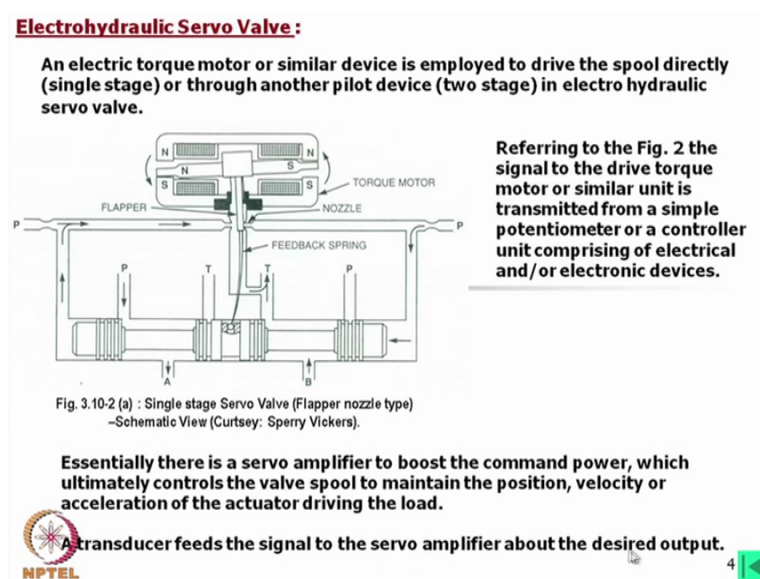 Electrohydraulic Servo Valve :
An electric torque motor or similar device is employed to drive the spool directly
(single stage) or through another pilot device (two stage) in electro hydraulic
servo valve.
N
N
N
S
S
S
TORQUE MOTOR
FLAPPER
NOZZLE
P
P
FEEDBACK SPRING
P
T
T
P
A
B
Referring to the Fig. 2 the
signal to the drive torque
motor or similar unit is
transmitted from a simple
potentiometer or a controller
unit comprising of electrical
and/or electronic devices.
Fig. 3.10-2 (a) : Single stage Servo Valve (Flapper nozzle type)
–Schematic View (Curtsey: Sperry Vickers).
Essentially there is a servo amplifier to boost the command power, which
ultimately controls the valve spool to maintain the position, velocity or
acceleration of the actuator driving the load.
A transducer feeds the signal to the servo amplifier about the desired output.
NPTEL
4